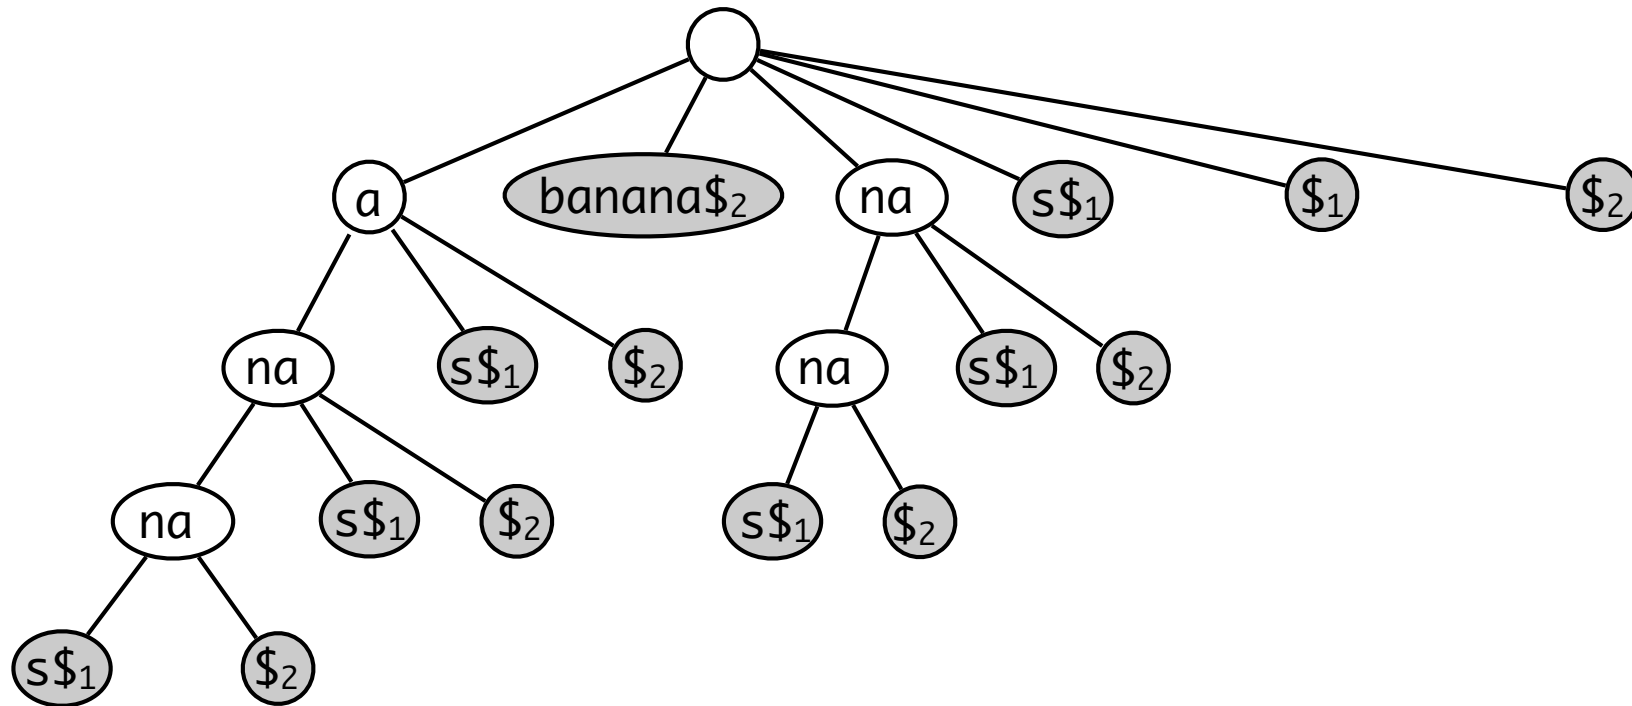 a banana$₂ na s$₁ $₁ $₂
na s$₁ $₂ na s$₁ $₂
na s$₁ $₂ s$₁ $₂
s$₁ $₂